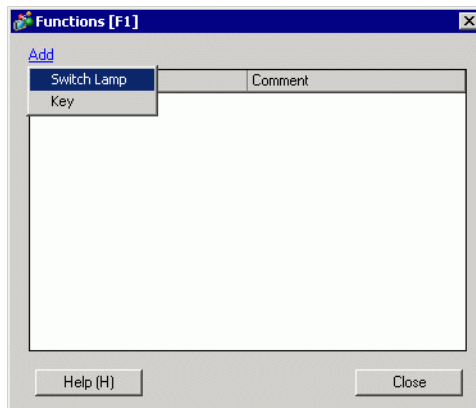 Functions [F1]
Add
Switch Lamp
Comment
Key
Help (H)
Close